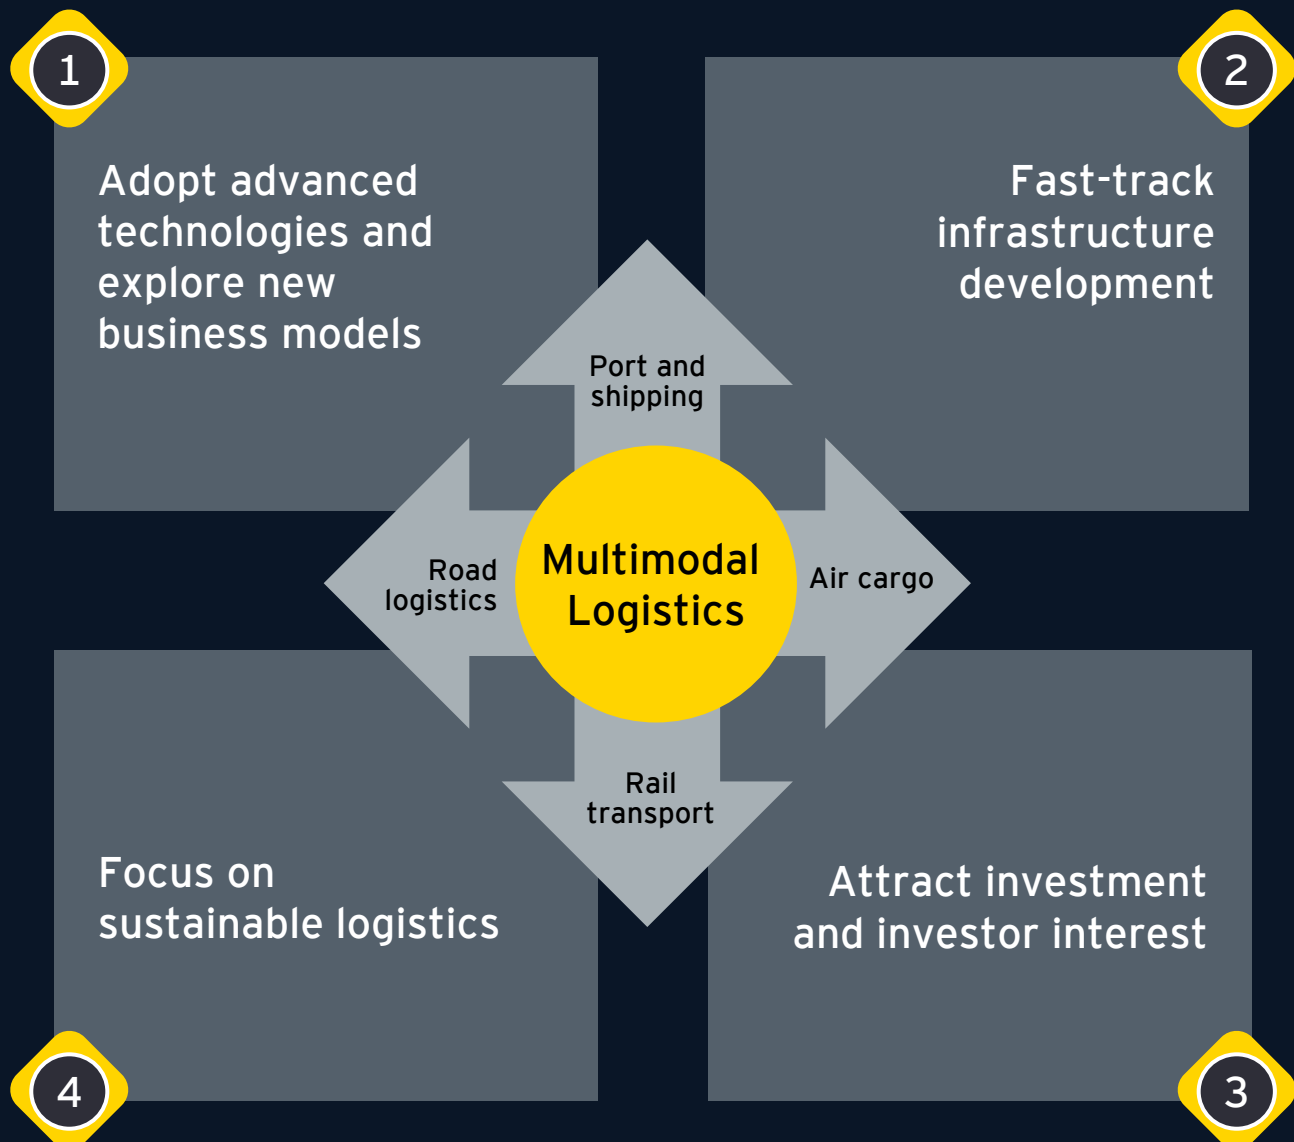 1
Adopt advanced
technologies and
explore new
business models
2
Fast-track
infrastructure
development
Port and
shipping
Road
logistics
Multimodal
Logistics
Air cargo
Rail
transport
Focus on
sustainable logistics
4
Attract investment
and investor interest
3